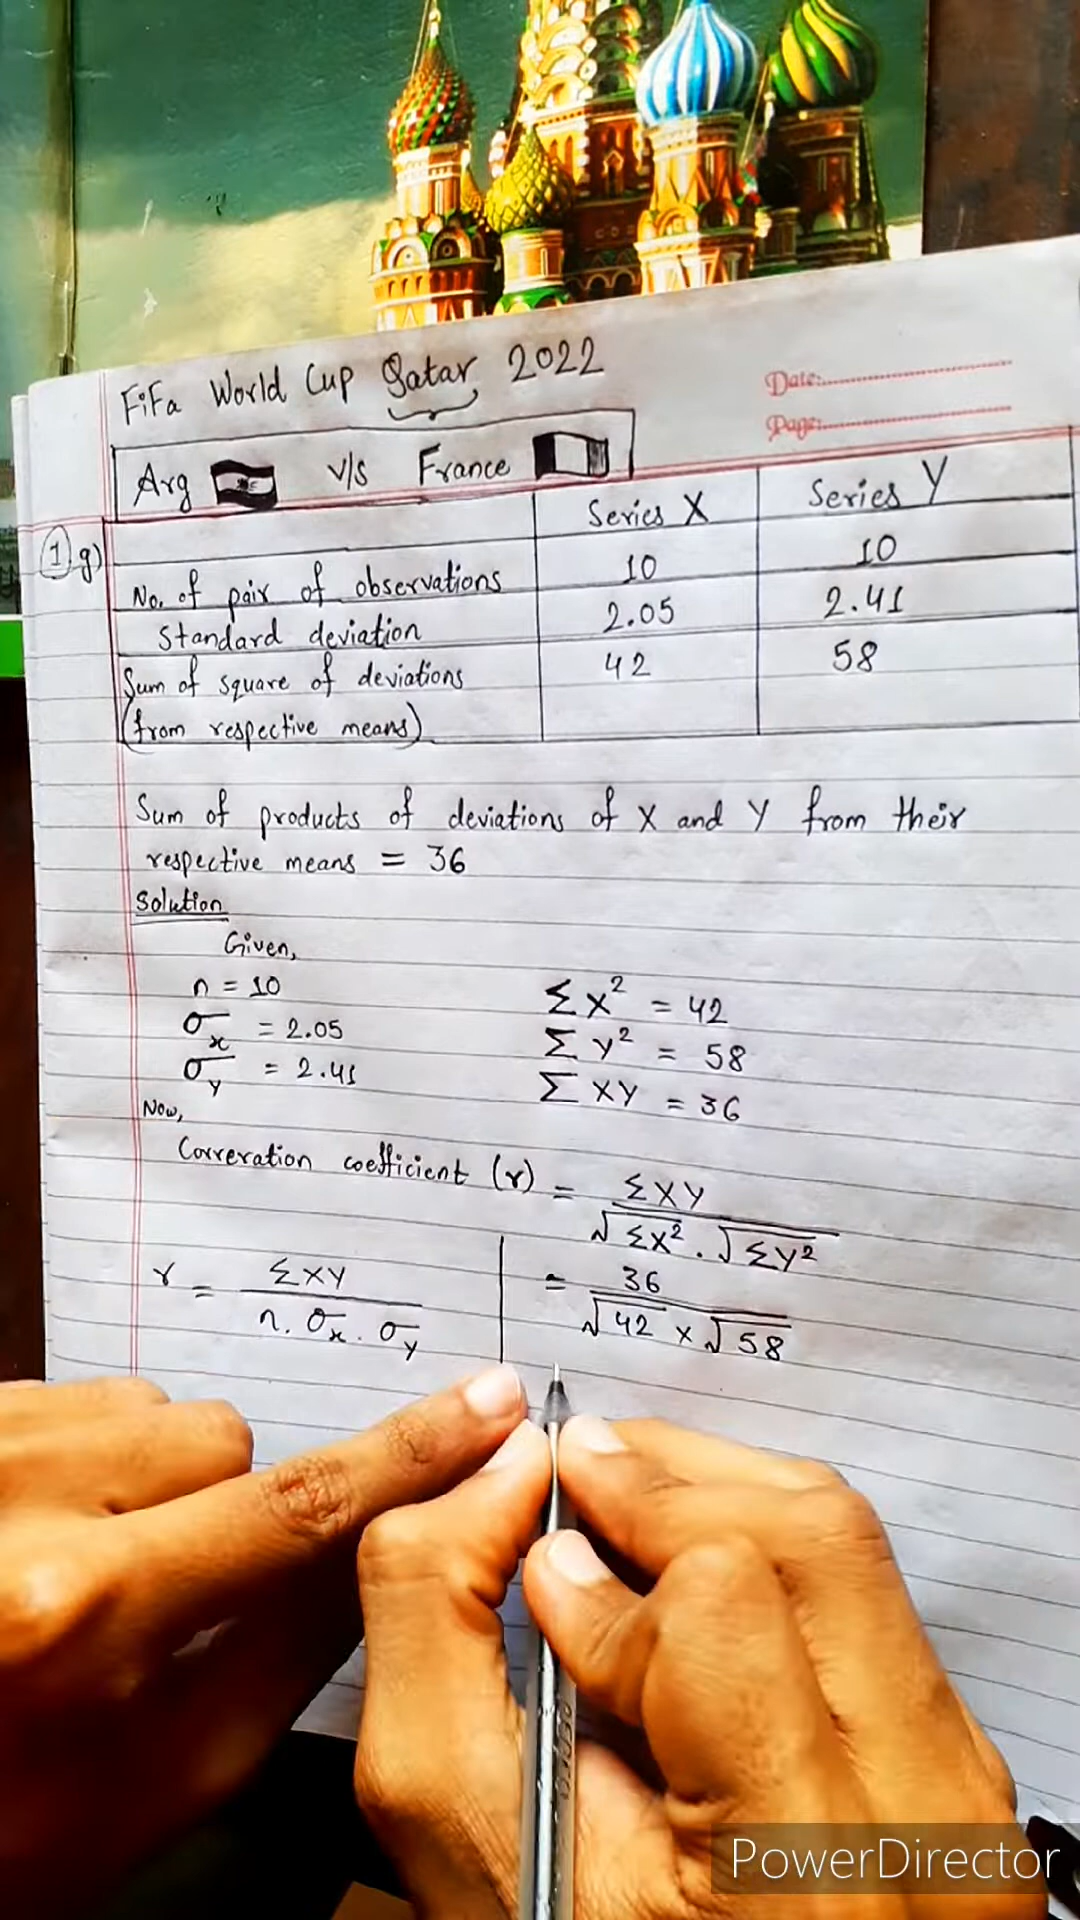 FiFa World Cup Qatar 2022
Date:
Page:
Arg v/s France
Series X Series Y
1 g)
No. of pair of observations 10 10
Standard deviation 2.05 2.41
Sum of square of deviations 42 58
(from respective means)
Sum of products of deviations of X and Y from their
respective means = 36
Solution
Given,
n = 10 ΣX² = 42
σx = 2.05 Σy² = 58
σy = 2.41 ΣXY = 36
Now,
Correration coefficient (r) = ΣXY
√ΣX² . √ΣY²
r = ΣXY
n. σx . σy
= 36
√42 × √58
PowerDirector